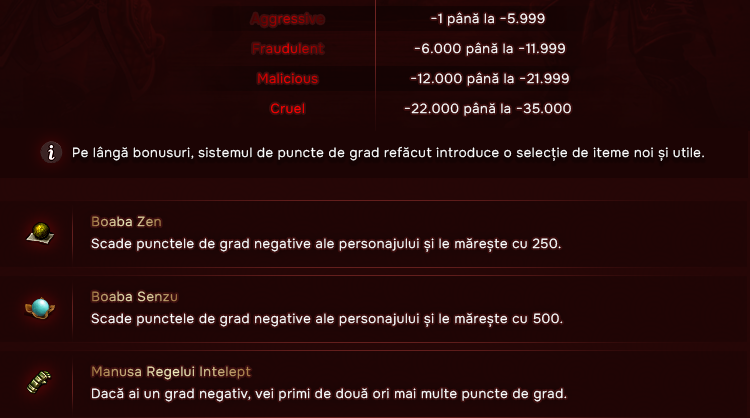 Aggressive -1 până la -5.999
Fraudulent -6.000 până la -11.999
Malicious -12.000 până la -21.999
Cruel -22.000 până la -35.000
Pe lângă bonusuri, sistemul de puncte de grad refăcut introduce o selecție de iteme noi și utile.
Boaba Zen
Scade punctele de grad negative ale personajului și le mărește cu 250.
Boaba Senzu
Scade punctele de grad negative ale personajului și le mărește cu 500.
Manusa Regelui Intelept
Dacă ai un grad negativ, vei primi de două ori mai multe puncte de grad.